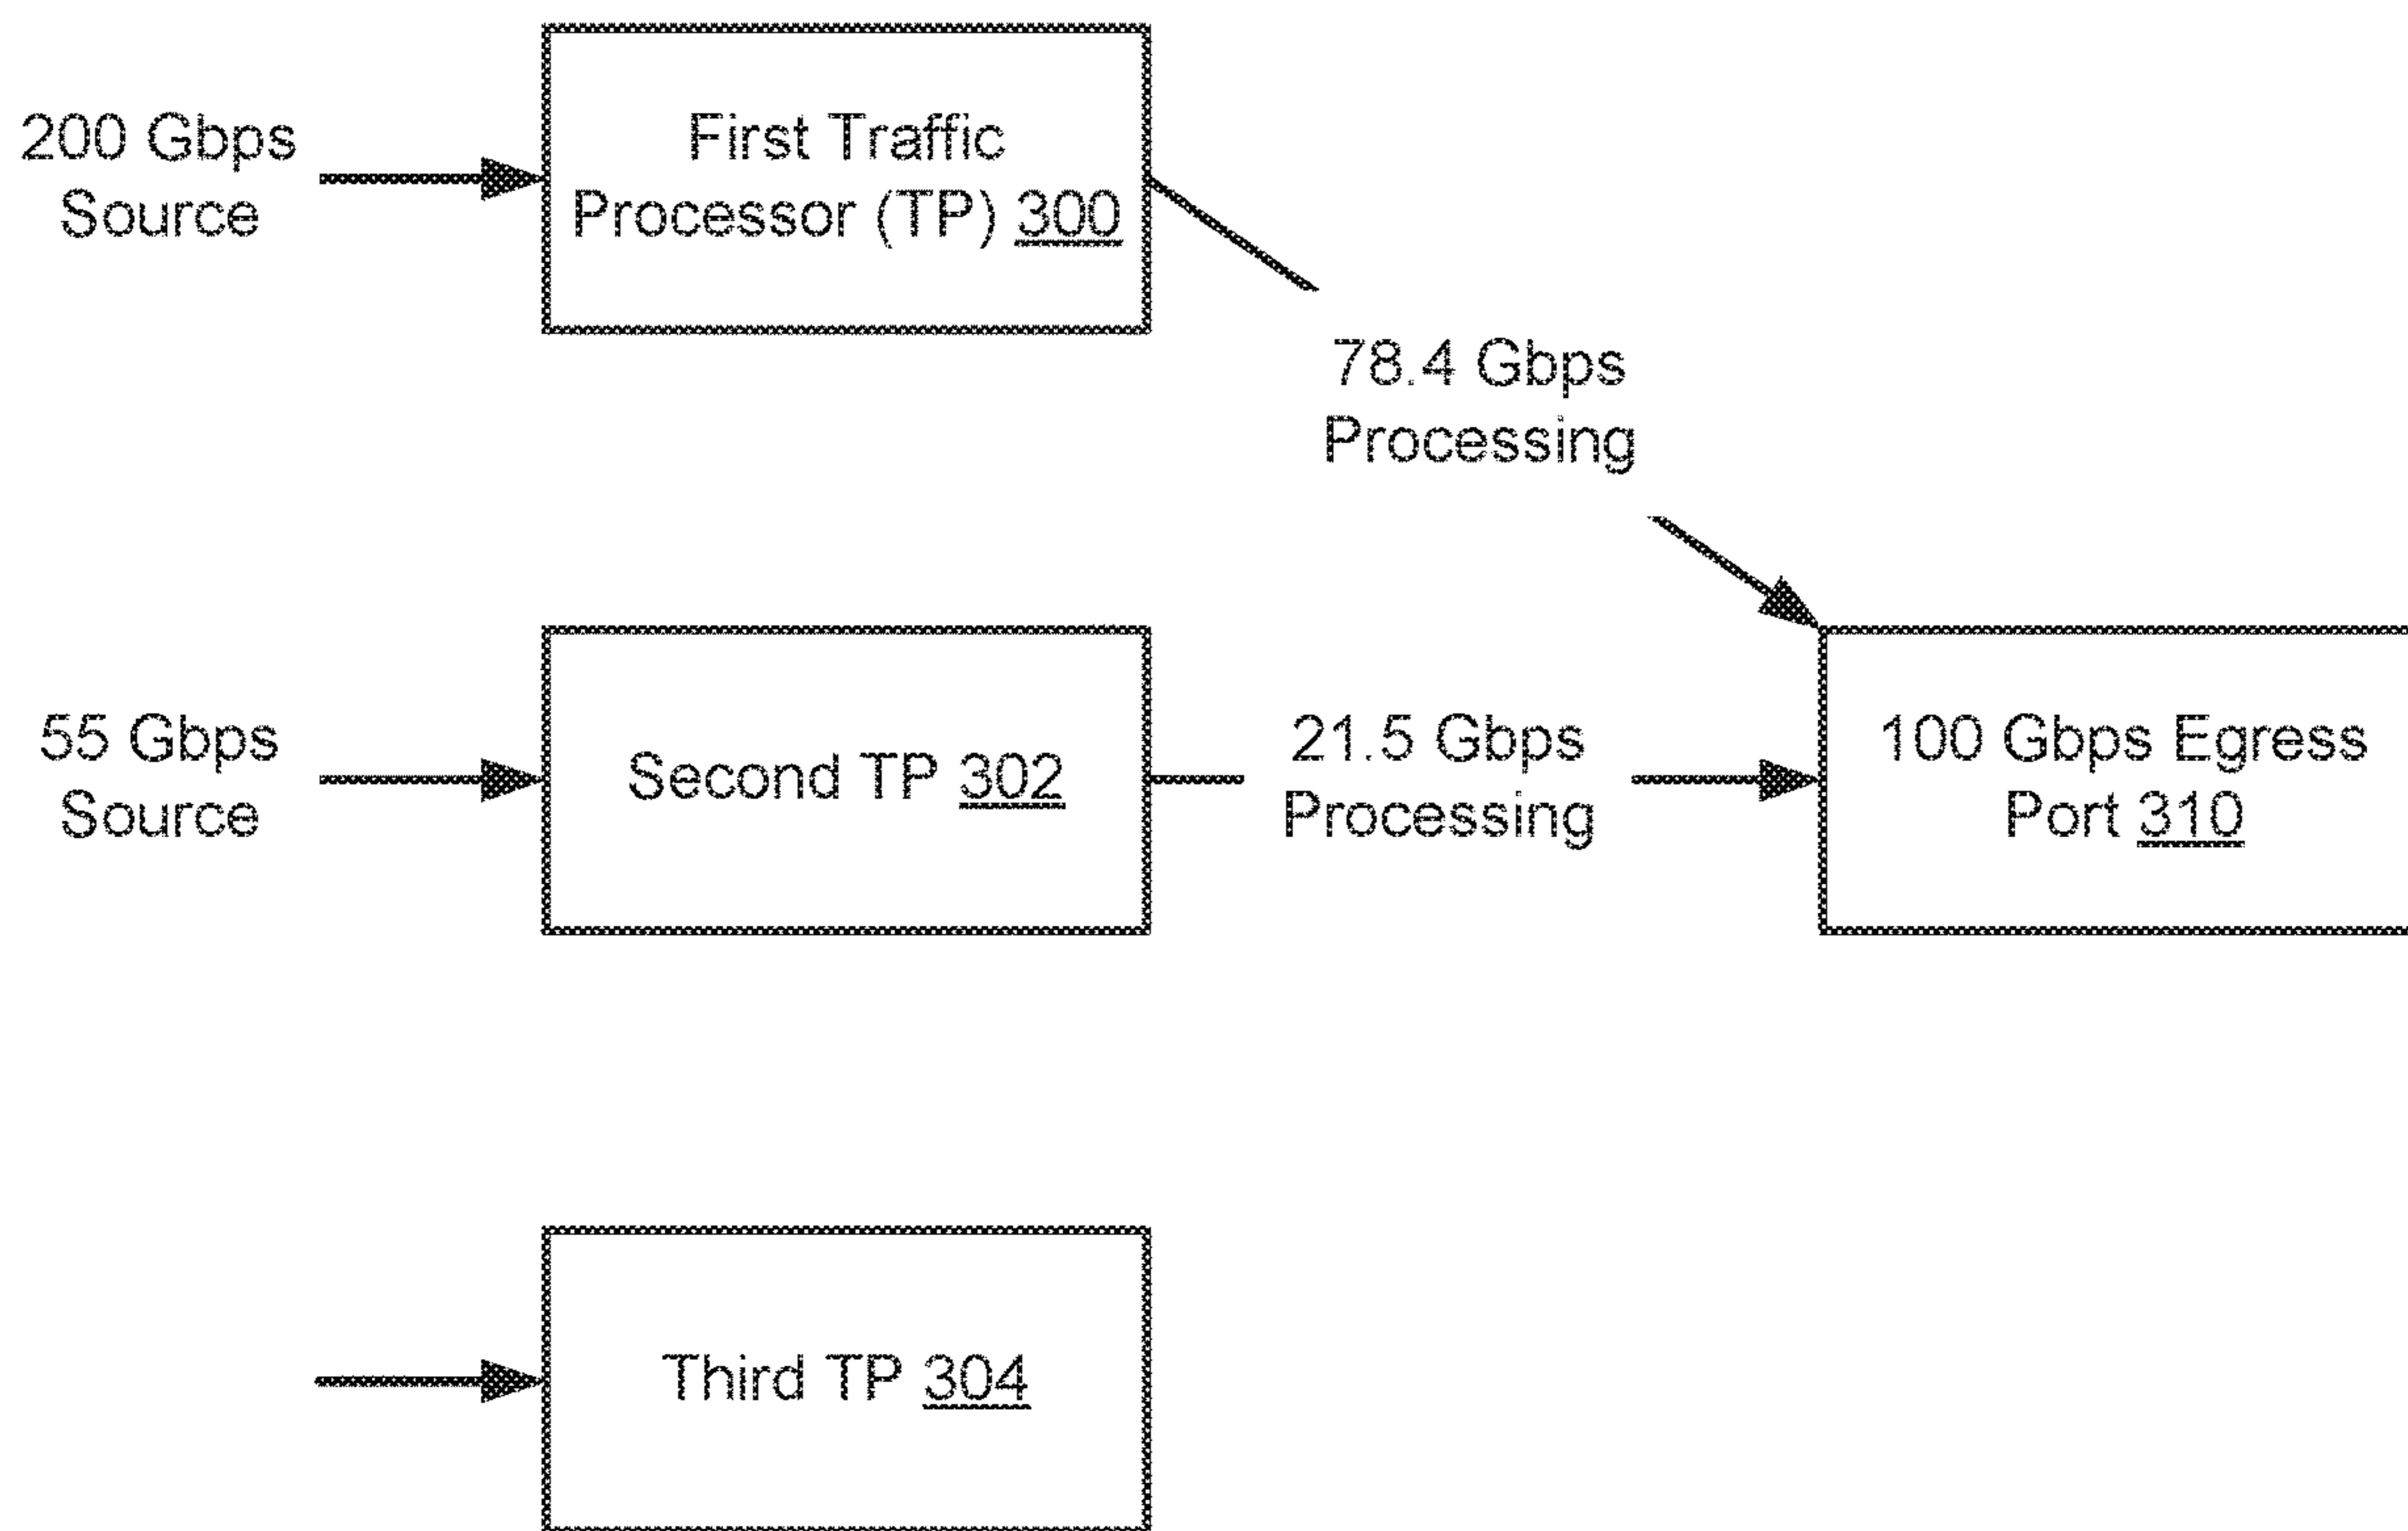 200 Gbps
Source
First Traffic
Processor (TP) 300
78.4 Gbps
Processing
55 Gbps
Source
Second TP 302
21.5 Gbps
Processing
100 Gbps Egress
Port 310
Third TP 304